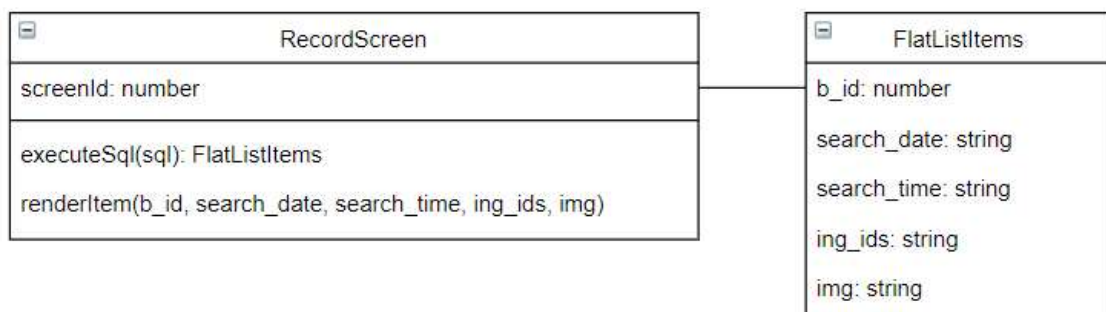 RecordScreen
screenId: number
executeSql(sql): FlatListItems
renderItem(b_id, search_date, search_time, ing_ids, img)
FlatListItems
b_id: number
search_date: string
search_time: string
ing_ids: string
img: string